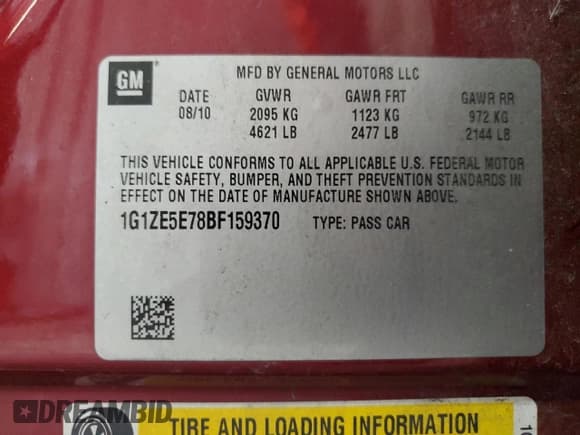 GM
MFD BY GENERAL MOTORS LLC
DATE GVWR GAWR FRT GAWR RR
08/10 2095 KG 1123 KG 972 KG
4621 LB 2477 LB 2144 LB
THIS VEHICLE CONFORMS TO ALL APPLICABLE U.S. FEDERAL MOTOR
VEHICLE SAFETY, BUMPER, AND THEFT PREVENTION STANDARDS IN
EFFECT ON THE DATE OF MANUFACTURE SHOWN ABOVE.
1G1ZE5E78BF159370 TYPE: PASS CAR
TIRE AND LOADING INFORMATION
DREAMBID